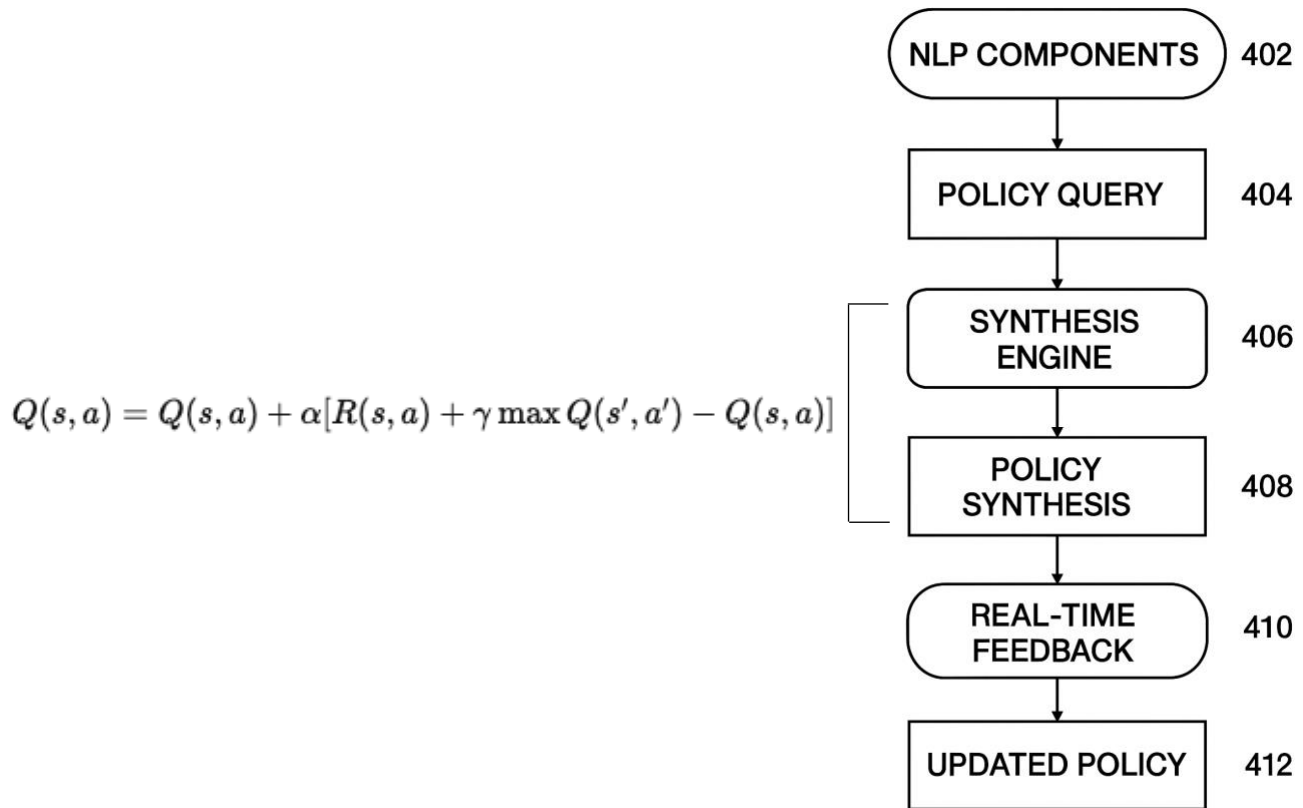 NLP COMPONENTS 402
POLICY QUERY 404
SYNTHESIS
ENGINE
406
Q(s, a) = Q(s, a) + α[R(s, a) + γ max Q(s′, a′) − Q(s, a)]
POLICY
SYNTHESIS
408
REAL-TIME
FEEDBACK
410
UPDATED POLICY 412